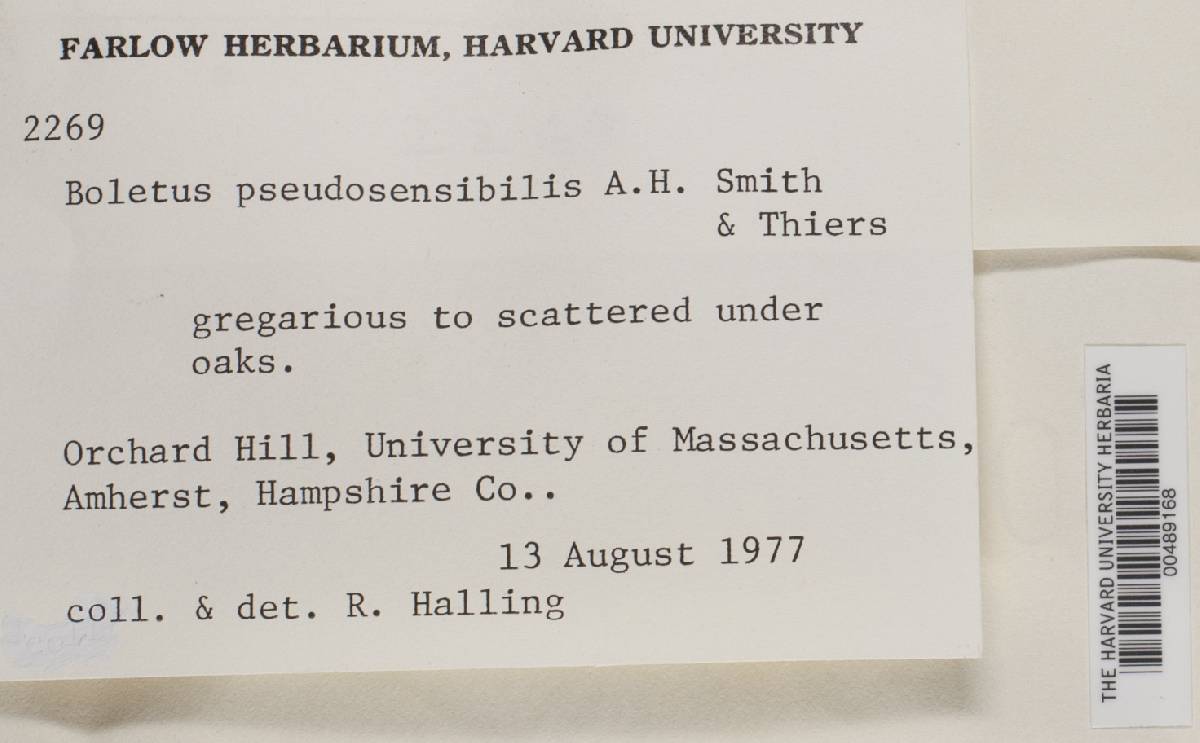 FARLOW HERBARIUM, HARVARD UNIVERSITY
2269
Boletus pseudosensibilis A.H. Smith
& Thiers
gregarious to scattered under
oaks.
Orchard Hill, University of Massachusetts,
Amherst, Hampshire Co..
13 August 1977
coll. & det. R. Halling
THE HARVARD UNIVERSITY HERBARIA
00489168